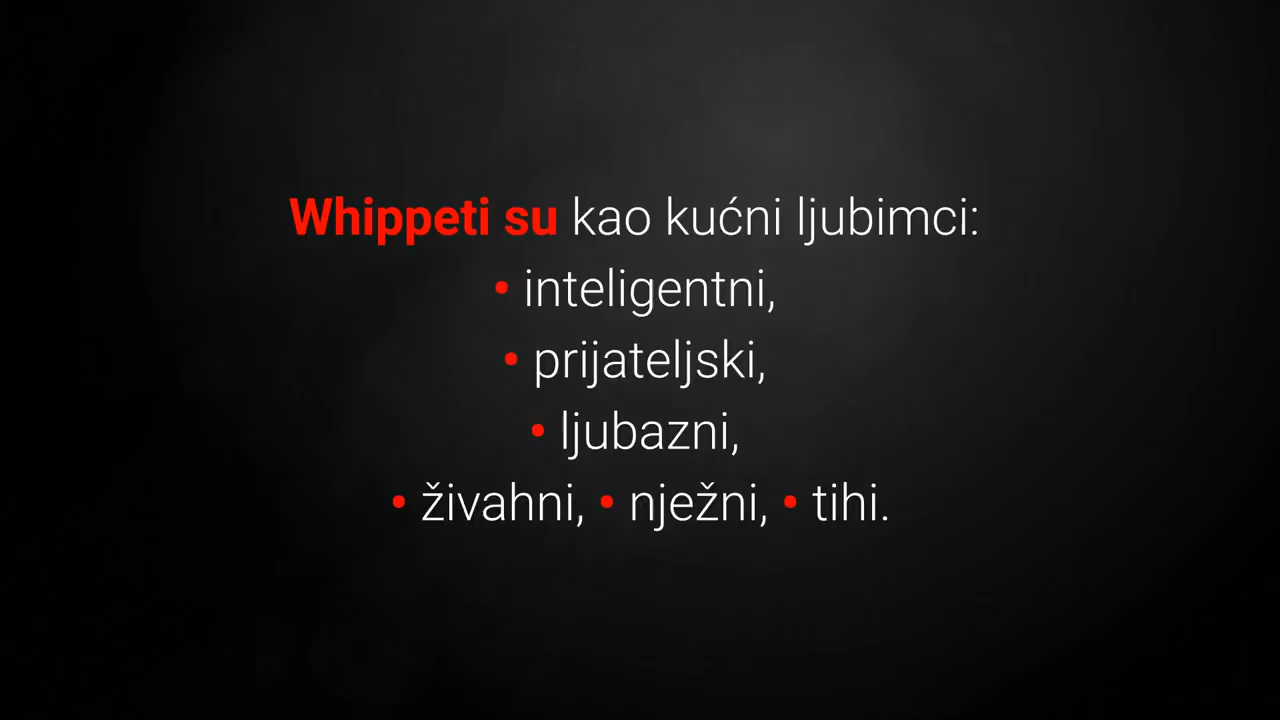 Whippeti su kao kućni ljubimci:
• inteligentni,
• prijateljski,
• ljubazni,
• živahni, • nježni, • tihi.